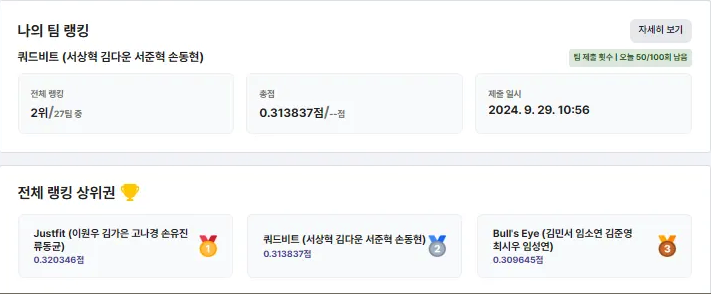 나의 팀 랭킹
자세히 보기
쿼드비트 (서상혁 김다운 서준혁 손동현)
팀 제출 횟수 | 오늘 50/100회 남음
전체 랭킹
2위/27팀 중
총점
0.313837점/--점
제출 일시
2024. 9. 29. 10:56
전체 랭킹 상위권
Justfit (이원우 김가은 고나경 손유진
류동균)
0.320346점
1
쿼드비트 (서상혁 김다운 서준혁 손동현)
0.313837점
2
Bull's Eye (김민서 임소연 김준영
최시우 임성연)
0.309645점
3